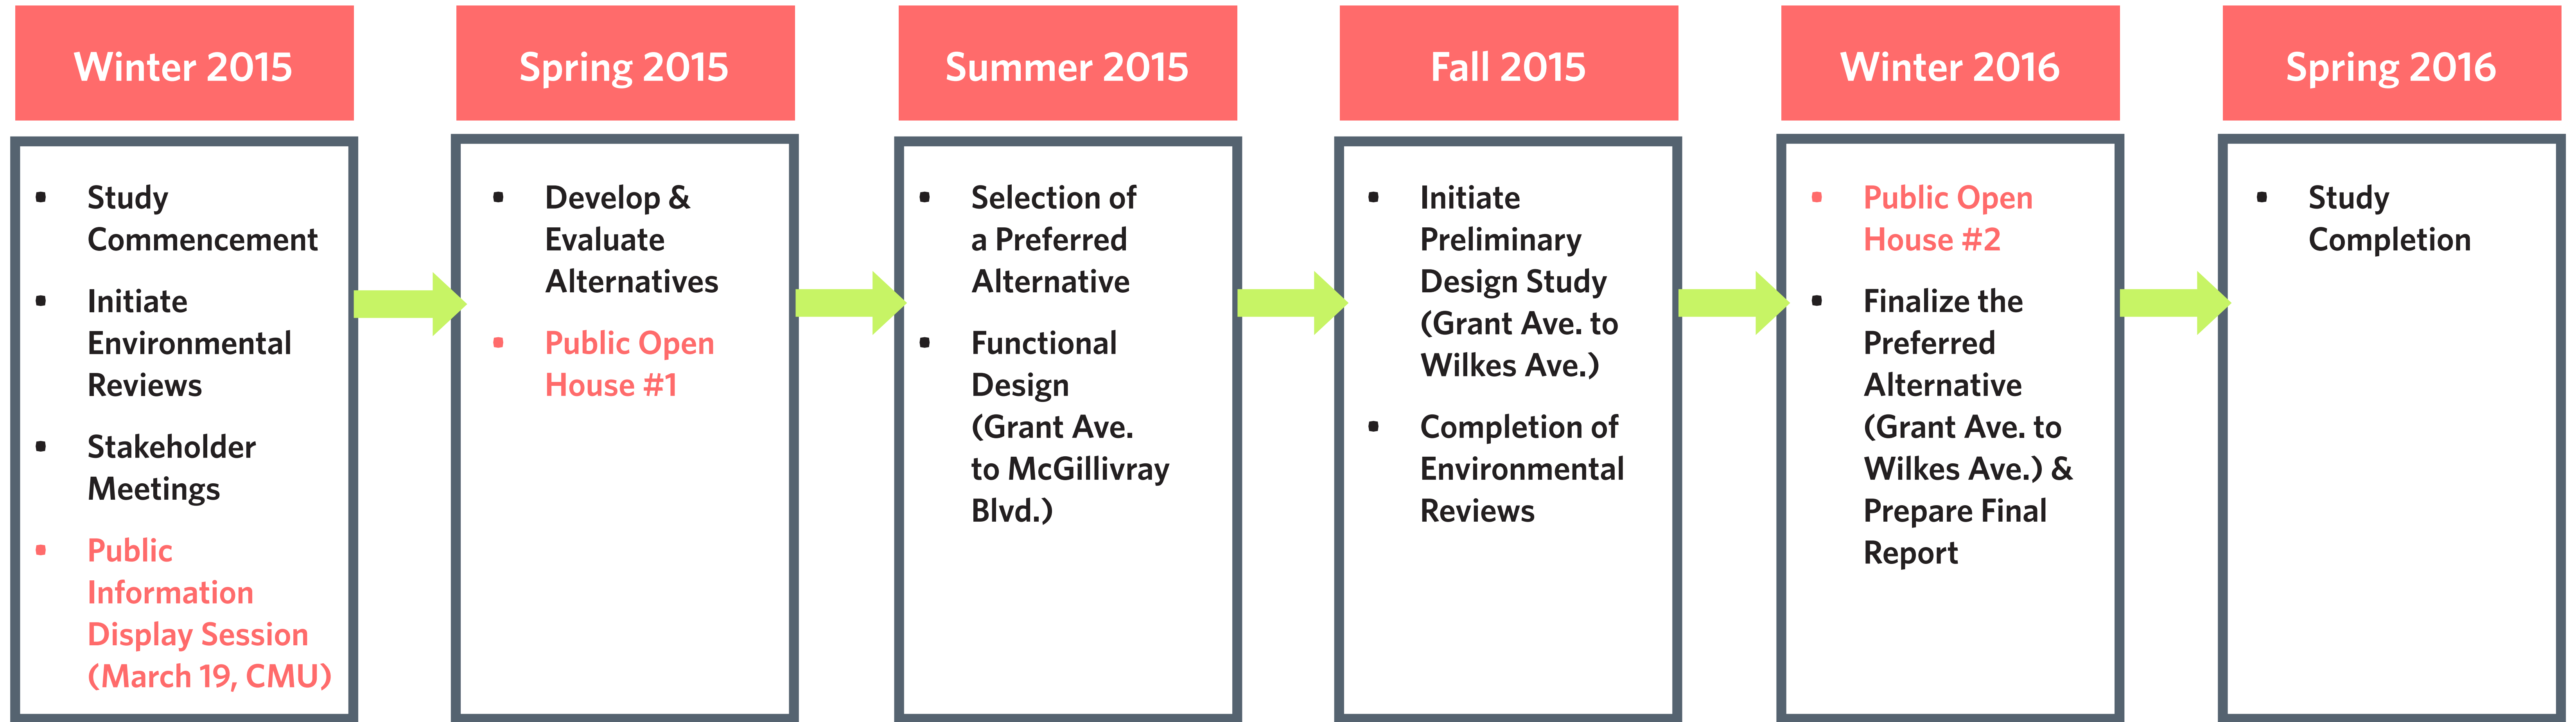 Winter 2015
• Study
Commencement
• Initiate
Environmental
Reviews
• Stakeholder
Meetings
• Public
Information
Display Session
(March 19, CMU)
Spring 2015
• Develop &
Evaluate
Alternatives
• Public Open
House #1
Summer 2015
• Selection of
a Preferred
Alternative
• Functional
Design
(Grant Ave.
to McGillivray
Blvd.)
Fall 2015
• Initiate
Preliminary
Design Study
(Grant Ave. to
Wilkes Ave.)
• Completion of
Environmental
Reviews
Winter 2016
• Public Open
House #2
• Finalize the
Preferred
Alternative
(Grant Ave. to
Wilkes Ave.) &
Prepare Final
Report
Spring 2016
• Study
Completion